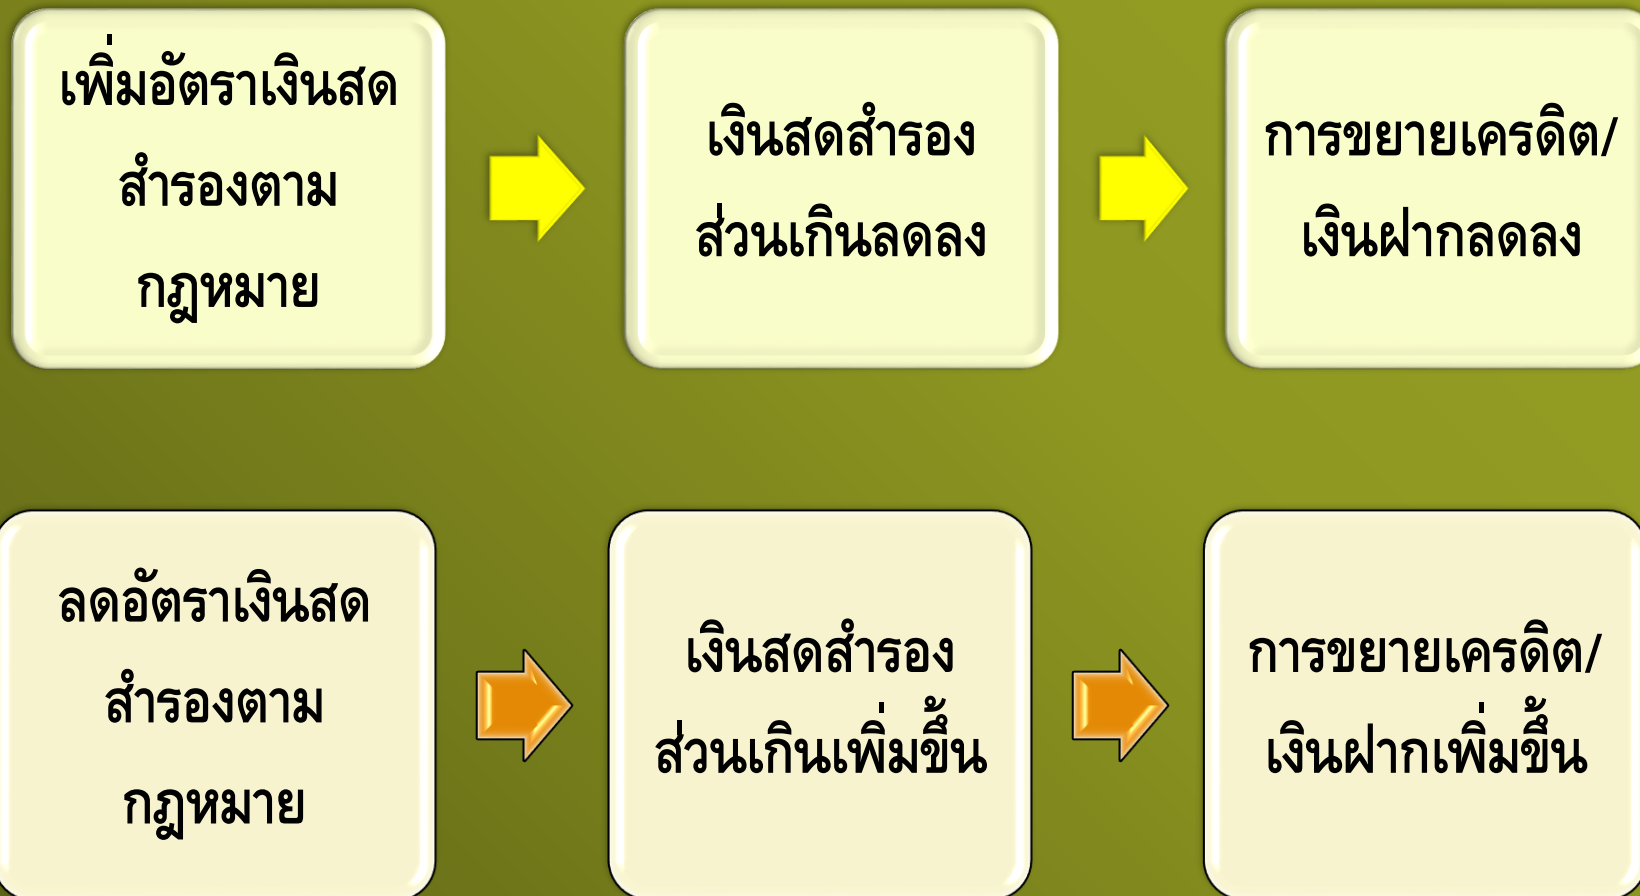 เพิ่มอัตราเงินสด
สำรองตาม
กฎหมาย
เงินสดสำรอง
ส่วนเกินลดลง
การขยายเครดิต/
เงินฝากลดลง
ลดอัตราเงินสด
สำรองตาม
กฎหมาย
เงินสดสำรอง
ส่วนเกินเพิ่มขึ้น
การขยายเครดิต/
เงินฝากเพิ่มขึ้น